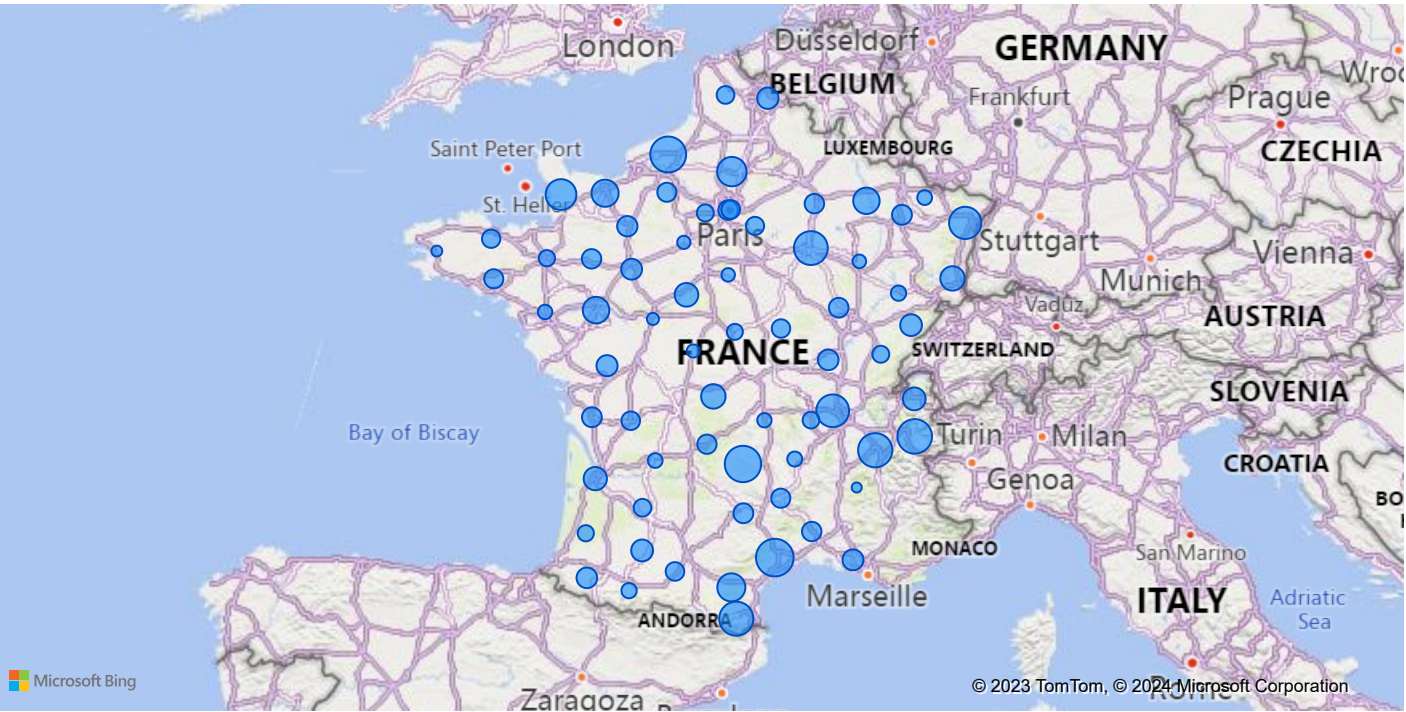 London
Düsseldorf
GERMANY
BELGIUM
Frankfurt
Prague
Saint Peter Port
LUXEMBOURG
CZECHIA
St. Helier
Paris
Stuttgart
Vienna
Munich
Vaduz
AUSTRIA
FRANCE
SWITZERLAND
SLOVENIA
Bay of Biscay
Turin
Milan
CROATIA
Genoa
BO
MONACO
San Marino
Marseille
ITALY
Adriatic
Sea
ANDORRA
Microsoft Bing
© 2023 TomTom, © 2024 Microsoft Corporation
Rome
Zaragoza